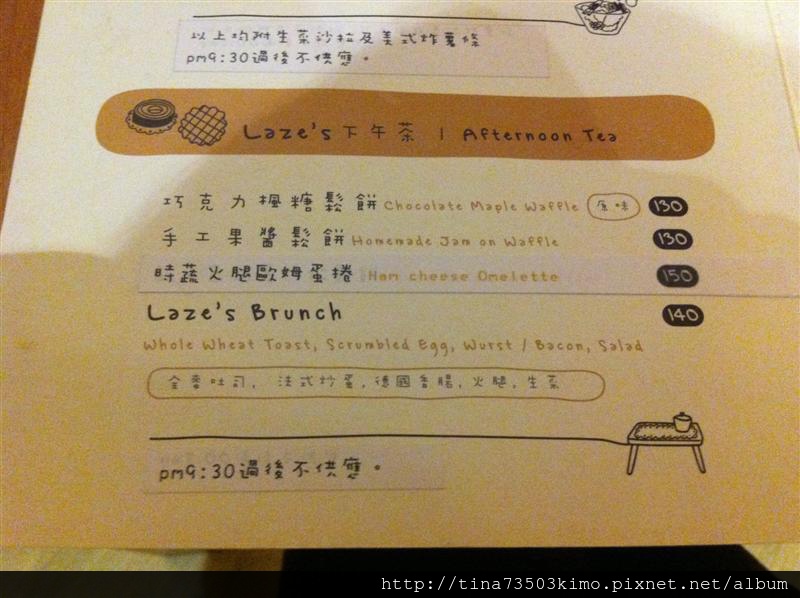 以上均附生菜沙拉及美式炸薯條
pm9:30過後不供應。
Laze's 下午茶 | Afternoon Tea
巧克力楓糖鬆餅 Chocolate Maple Waffle 原味 130
手工果醬鬆餅 Homemade Jam on Waffle 130
時蔬火腿歐姆蛋捲 Ham cheese Omelette 150
Laze's Brunch 140
Whole Wheat Toast, Scrumbled Egg, Wurst / Bacon, Salad
全麥吐司, 法式炒蛋, 德國香腸, 火腿, 生菜
pm9:30過後不供應。
http://tina73503kimo.pixnet.net/album